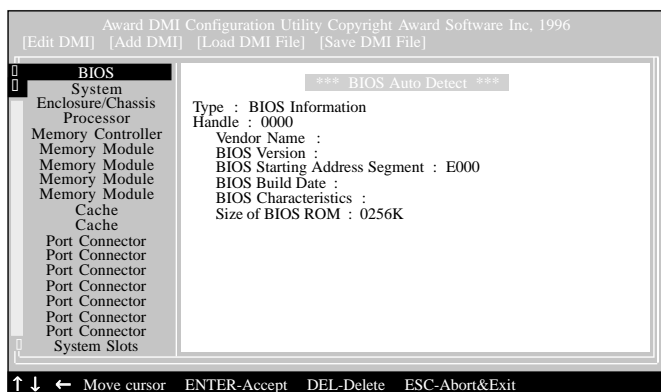 Award DMI Configuration Utility Copyright Award Software Inc, 1996
[Edit DMI] [Add DMI] [Load DMI File] [Save DMI File]
BIOS
System
Enclosure/Chassis
Processor
Memory Controller
Memory Module
Memory Module
Memory Module
Memory Module
Cache
Cache
Port Connector
Port Connector
Port Connector
Port Connector
Port Connector
Port Connector
Port Connector
System Slots
*** BIOS Auto Detect ***
Type : BIOS Information
Handle : 0000
Vendor Name :
BIOS Version :
BIOS Starting Address Segment : E000
BIOS Build Date :
BIOS Characteristics :
Size of BIOS ROM : 0256K
↑ ↓ ← Move cursor ENTER-Accept DEL-Delete ESC-Abort&Exit